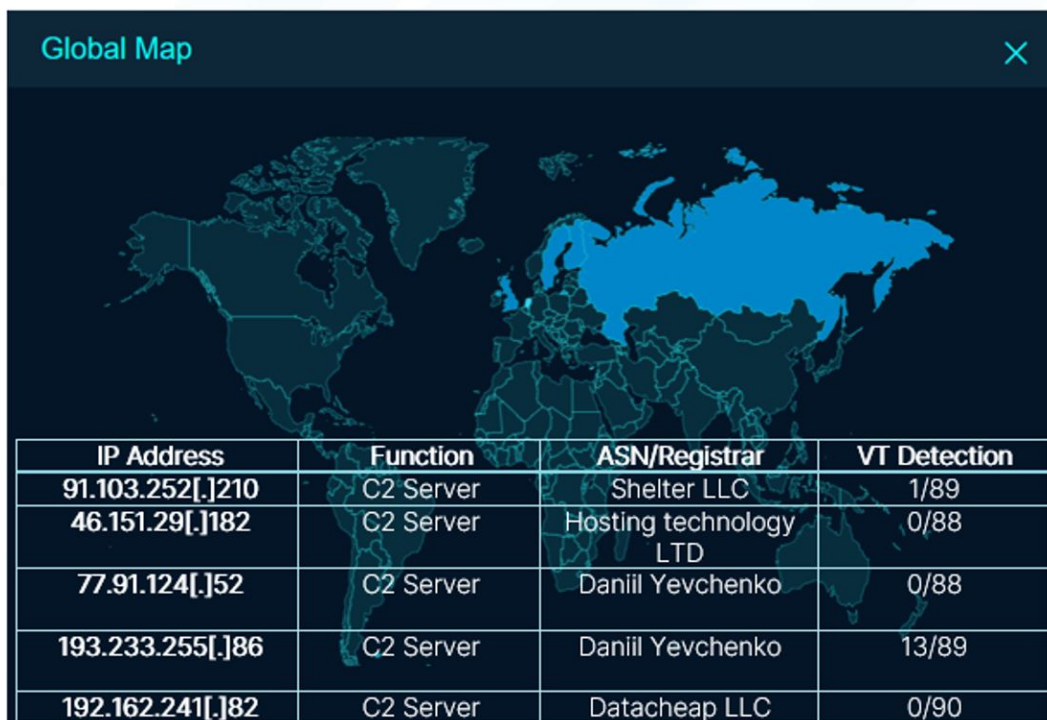 Global Map
IP Address Function ASN/Registrar VT Detection
91.103.252[.]210 C2 Server Shelter LLC 1/89
46.151.29[.]182 C2 Server Hosting technology
LTD 0/88
77.91.124[.]52 C2 Server Daniil Yevchenko 0/88
193.233.255[.]86 C2 Server Daniil Yevchenko 13/89
192.162.241[.]82 C2 Server Datacheap LLC 0/90